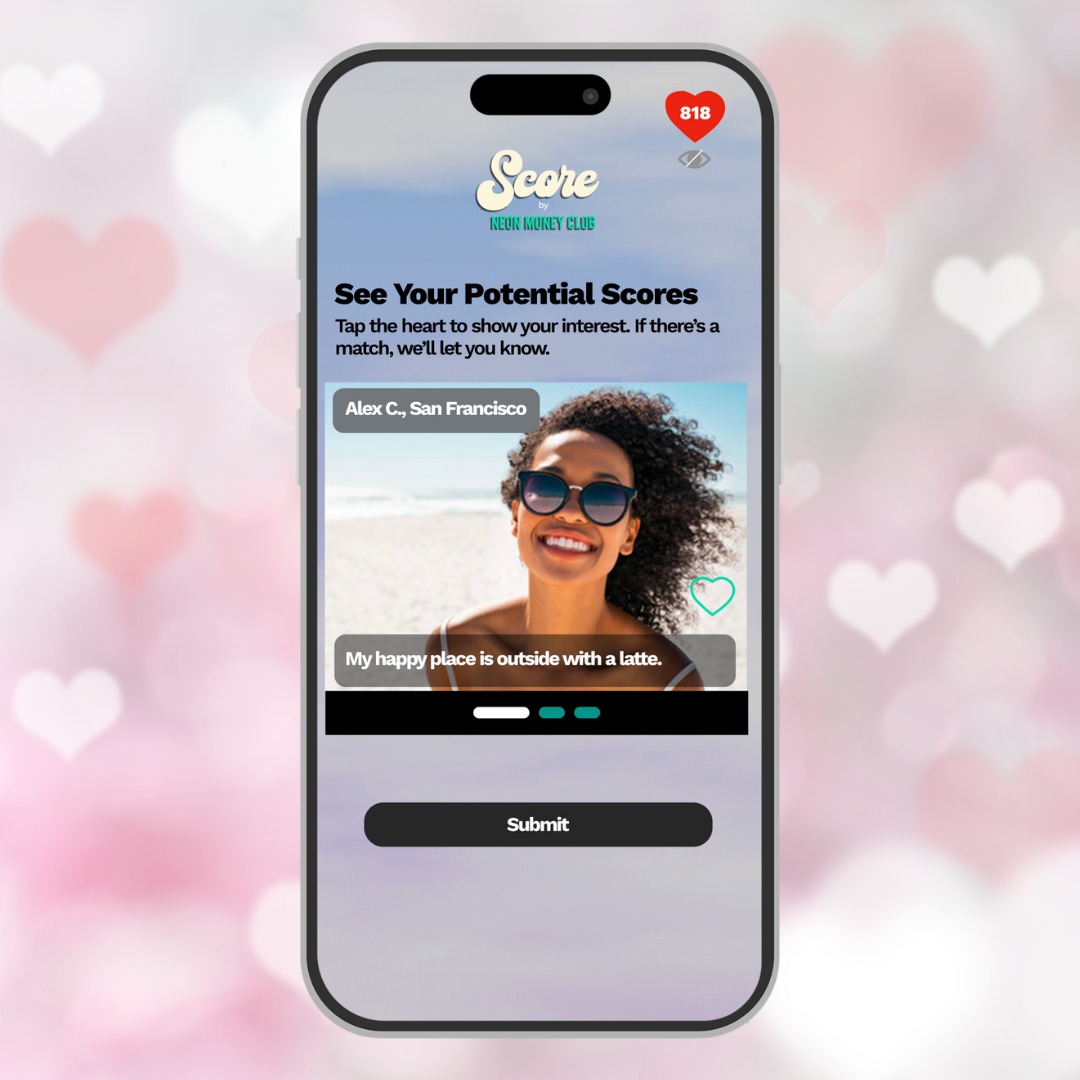 818
Score
by
NEON MONEY CLUB
See Your Potential Scores
Tap the heart to show your interest. If there’s a
match, we’ll let you know.
Alex C., San Francisco
My happy place is outside with a latte.
Submit